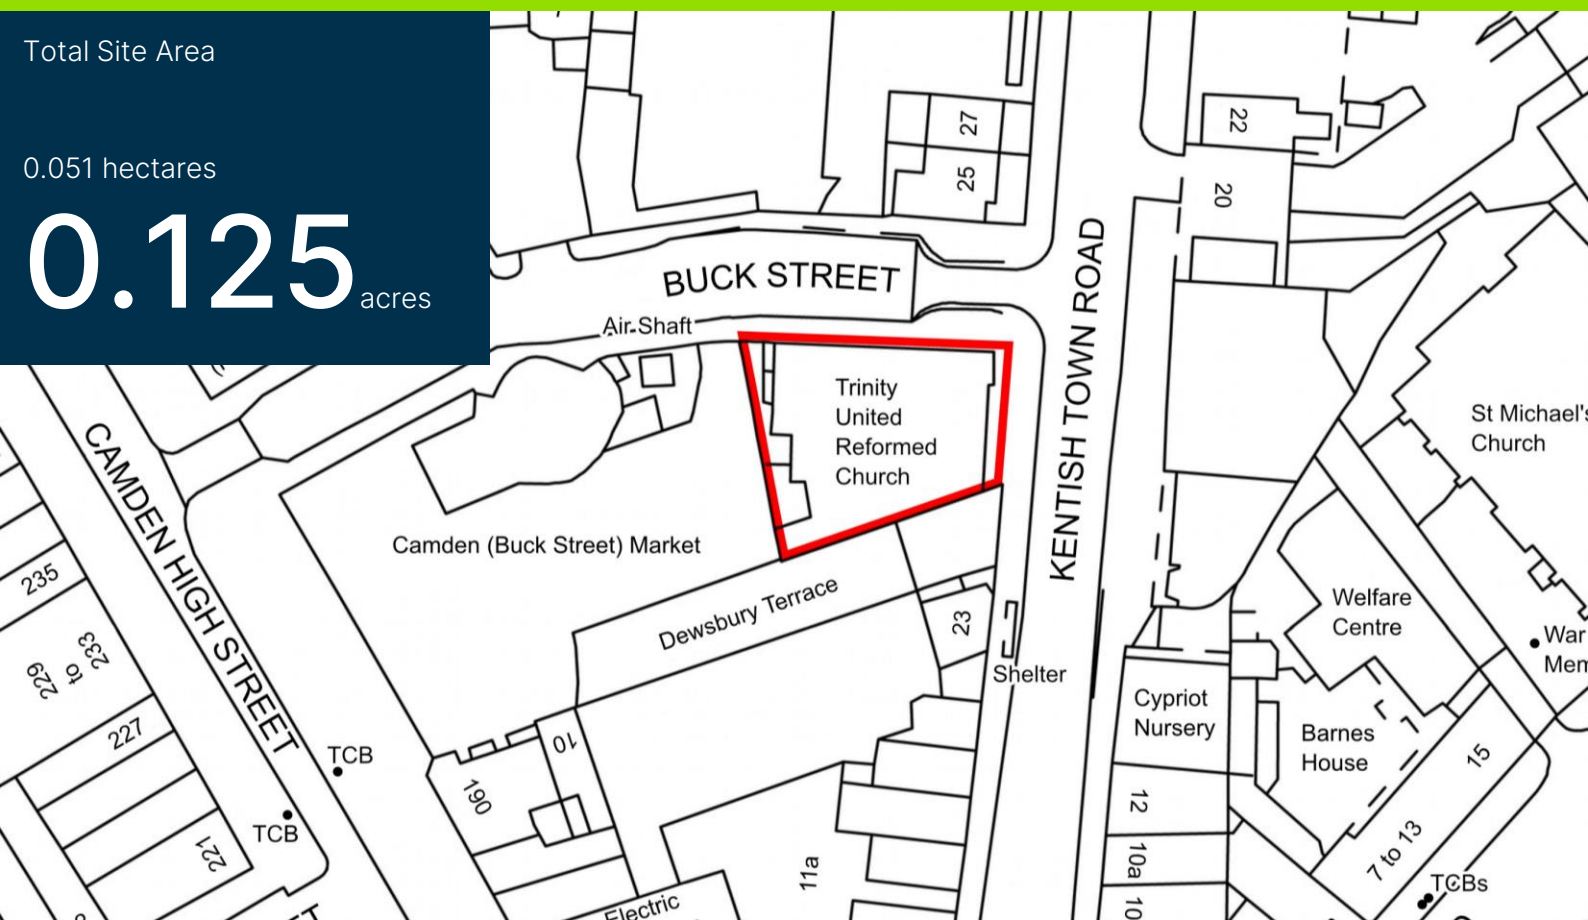 Total Site Area
0.051 hectares
0.125 acres
27
25
22
20
BUCK STREET
KENTISH TOWN ROAD
Air Shaft
Trinity
United
Reformed
Church
St Michael's
Church
CAMDEN HIGH STREET
Camden (Buck Street) Market
Dewsbury Terrace
235
229
to
233
227
221
TCB
TCB
190
10
23
Shelter
Welfare
Centre
War
Mem
Cypriot
Nursery
Barnes
House
15
12
10a
10
7 to 13
TCBs
11a
Electric